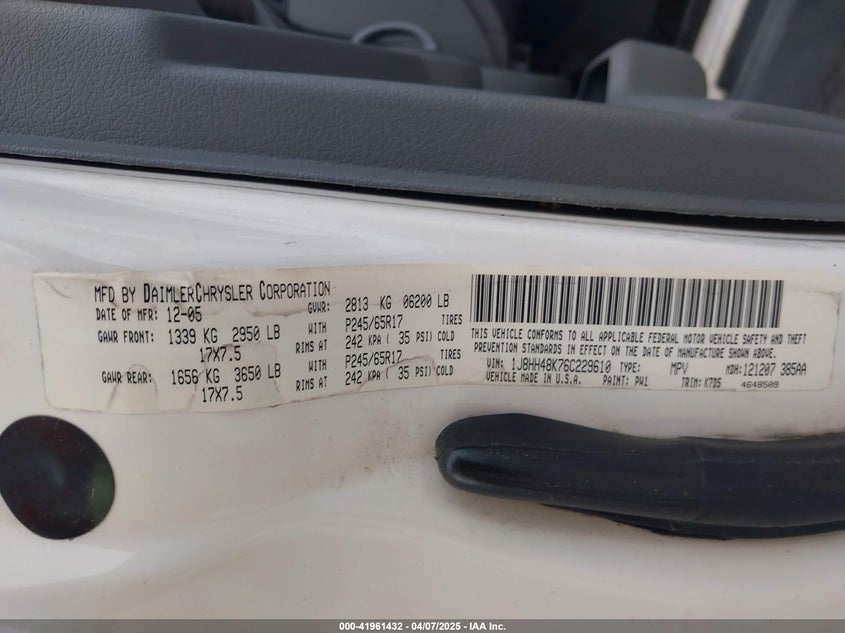 MFD BY DAIMLERCHRYSLER CORPORATION
DATE OF MFR: 12-05 GVWR: 2813 KG 06200 LB
GAWR FRONT: 1339 KG 2950 LB WITH P245/65R17 TIRES
17X7.5 RIMS AT 242 KPA ( 35 PSI) COLD
GAWR REAR: 1656 KG 3650 LB WITH P245/65R17 TIRES
17X7.5 RIMS AT 242 KPA ( 35 PSI) COLD
THIS VEHICLE CONFORMS TO ALL APPLICABLE FEDERAL MOTOR VEHICLE SAFETY AND THEFT
PREVENTION STANDARDS IN EFFECT ON THE DATE OF MANUFACTURE SHOWN ABOVE.
VIN: 1J8HH48K76C229610 TYPE: MPV MDH: 121207 385AA
VEHICLE MADE IN U.S.A. PAINT: PW1 TRIM: K7D5 4648509
000-41961432 - 04/07/2025 - IAA Inc.